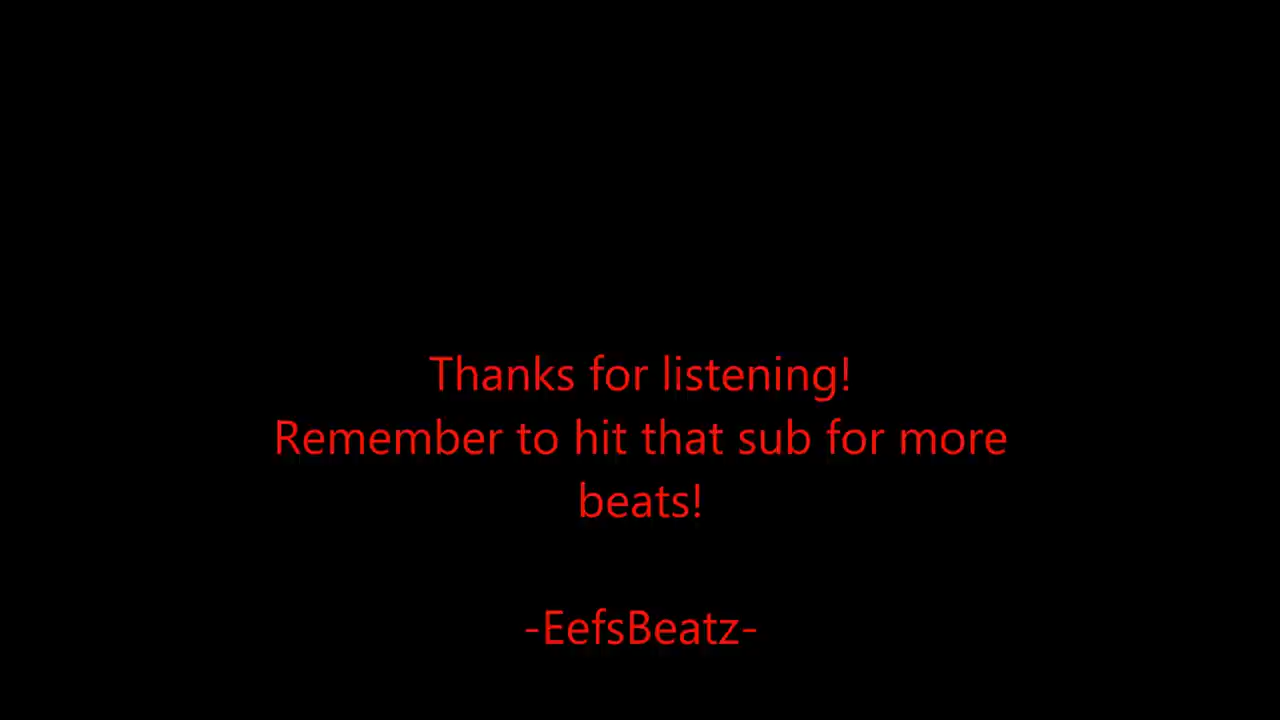 Thanks for listening!
Remember to hit that sub for more
beats!
-EefsBeatz-